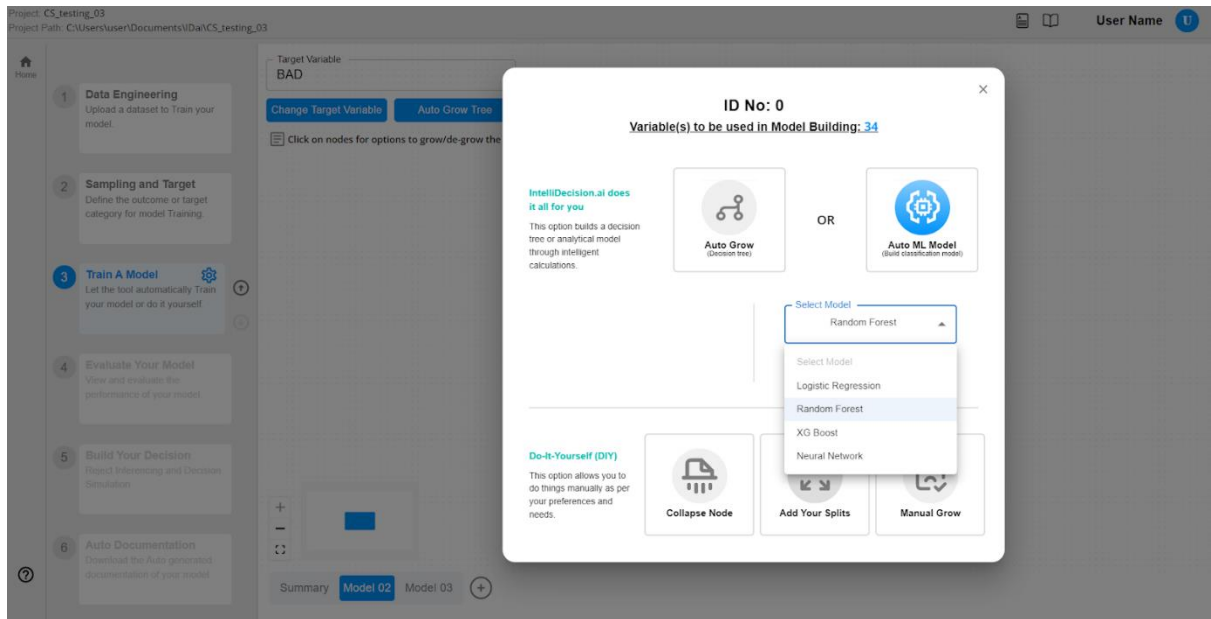 Project: CS_testing_03
Project Path: C:\Users\user\Documents\IDai\CS_testing_03
User Name
U
Home
1
Data Engineering
Upload a dataset to Train your
model.
2
Sampling and Target
Define the outcome or target
category for model Training.
3
Train A Model
Let the tool automatically Train
your model or do it yourself.
4
Evaluate Your Model
View and evaluate the
performance of your model
5
Build Your Decision
Reject Inferencing and Decision
Simulation
6
Auto Documentation
Download the Auto generated
documentation of your model.
Target Variable
BAD
Change Target Variable
Auto Grow Tree
Click on nodes for options to grow/de-grow the
Summary
Model 02
Model 03
ID No: 0
Variable(s) to be used in Model Building: 34
IntelliDecision.ai does
it all for you
This option builds a decision
tree or analytical model
through intelligent
calculations.
Auto Grow
(Decision tree)
OR
Auto ML Model
(Build classification model)
Select Model
Random Forest
Select Model
Logistic Regression
Random Forest
XG Boost
Neural Network
Do-It-Yourself (DIY)
This option allows you to
do things manually as per
your preferences and
needs.
Collapse Node
Add Your Splits
Manual Grow